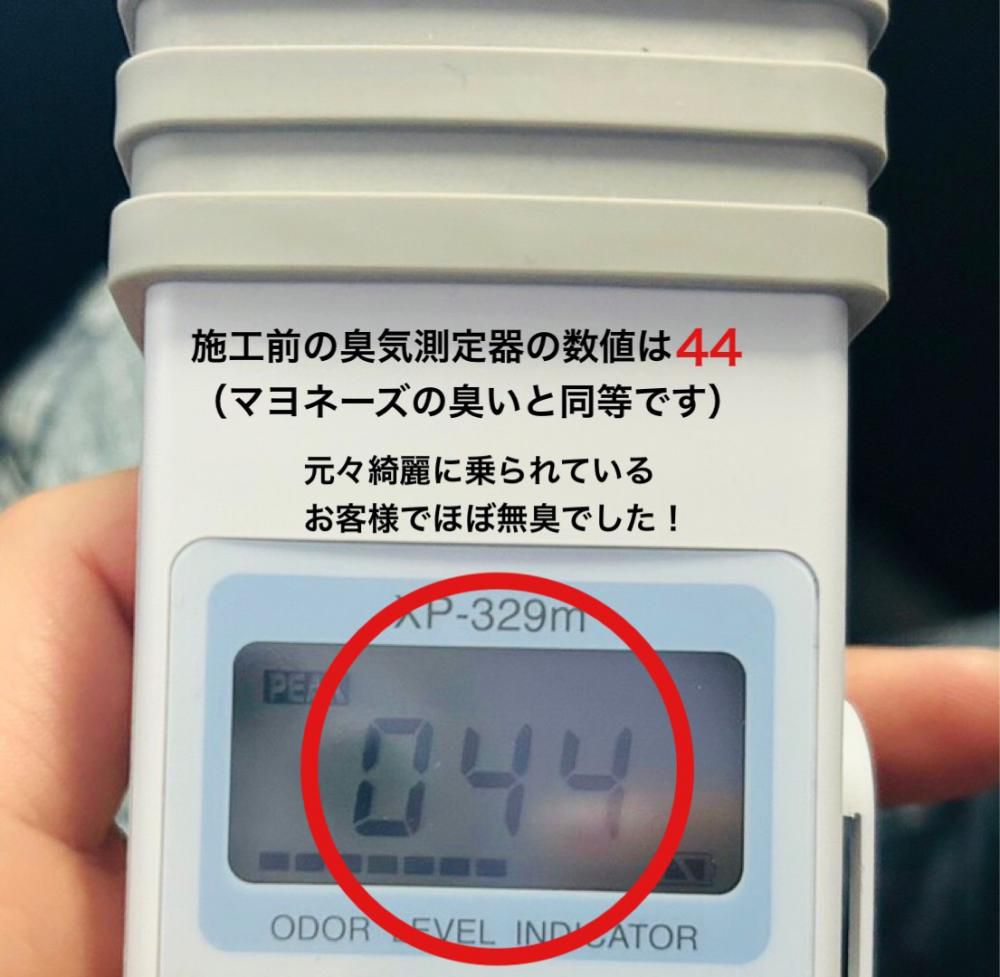 施工前の臭気測定器の数値は44
（マヨネーズの臭いと同等です）
元々綺麗に乗られている
お客様でほぼ無臭でした！
XP-329m
PEAK
044
ODOR LEVEL INDICATOR